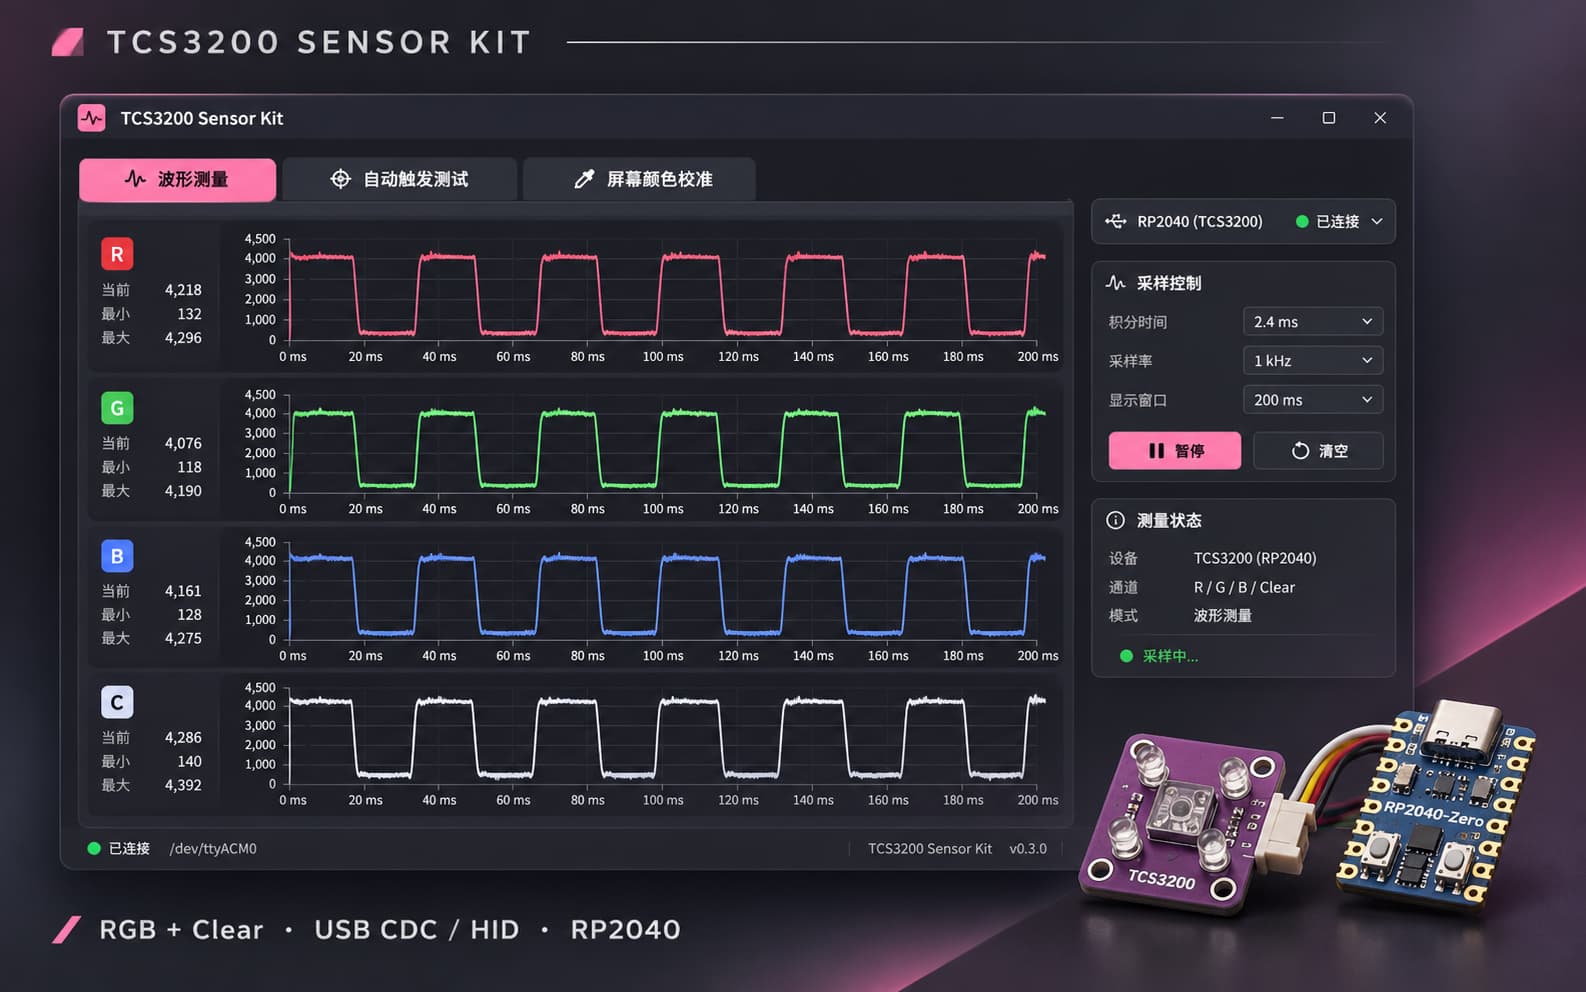 TCS3200 SENSOR KIT
TCS3200 Sensor Kit
波形测量
自动触发测试
屏幕颜色校准
R
当前 4,218
最小 132
最大 4,296
4,500
4,000
3,000
2,000
1,000
0
0 ms 20 ms 40 ms 60 ms 80 ms 100 ms 120 ms 140 ms 160 ms 180 ms 200 ms
G
当前 4,076
最小 118
最大 4,190
4,500
4,000
3,000
2,000
1,000
0
0 ms 20 ms 40 ms 60 ms 80 ms 100 ms 120 ms 140 ms 160 ms 180 ms 200 ms
B
当前 4,161
最小 128
最大 4,275
4,500
4,000
3,000
2,000
1,000
0
0 ms 20 ms 40 ms 60 ms 80 ms 100 ms 120 ms 140 ms 160 ms 180 ms 200 ms
C
当前 4,286
最小 140
最大 4,392
4,500
4,000
3,000
2,000
1,000
0
0 ms 20 ms 40 ms 60 ms 80 ms 100 ms 120 ms 140 ms 160 ms 180 ms 200 ms
RP2040 (TCS3200) 已连接
采样控制
积分时间 2.4 ms
采样率 1 kHz
显示窗口 200 ms
暂停 清空
测量状态
设备 TCS3200 (RP2040)
通道 R / G / B / Clear
模式 波形测量
采样中...
已连接 /dev/ttyACM0
TCS3200 Sensor Kit v0.3.0
TCS3200
RP2040-Zero
RGB + Clear • USB CDC / HID • RP2040